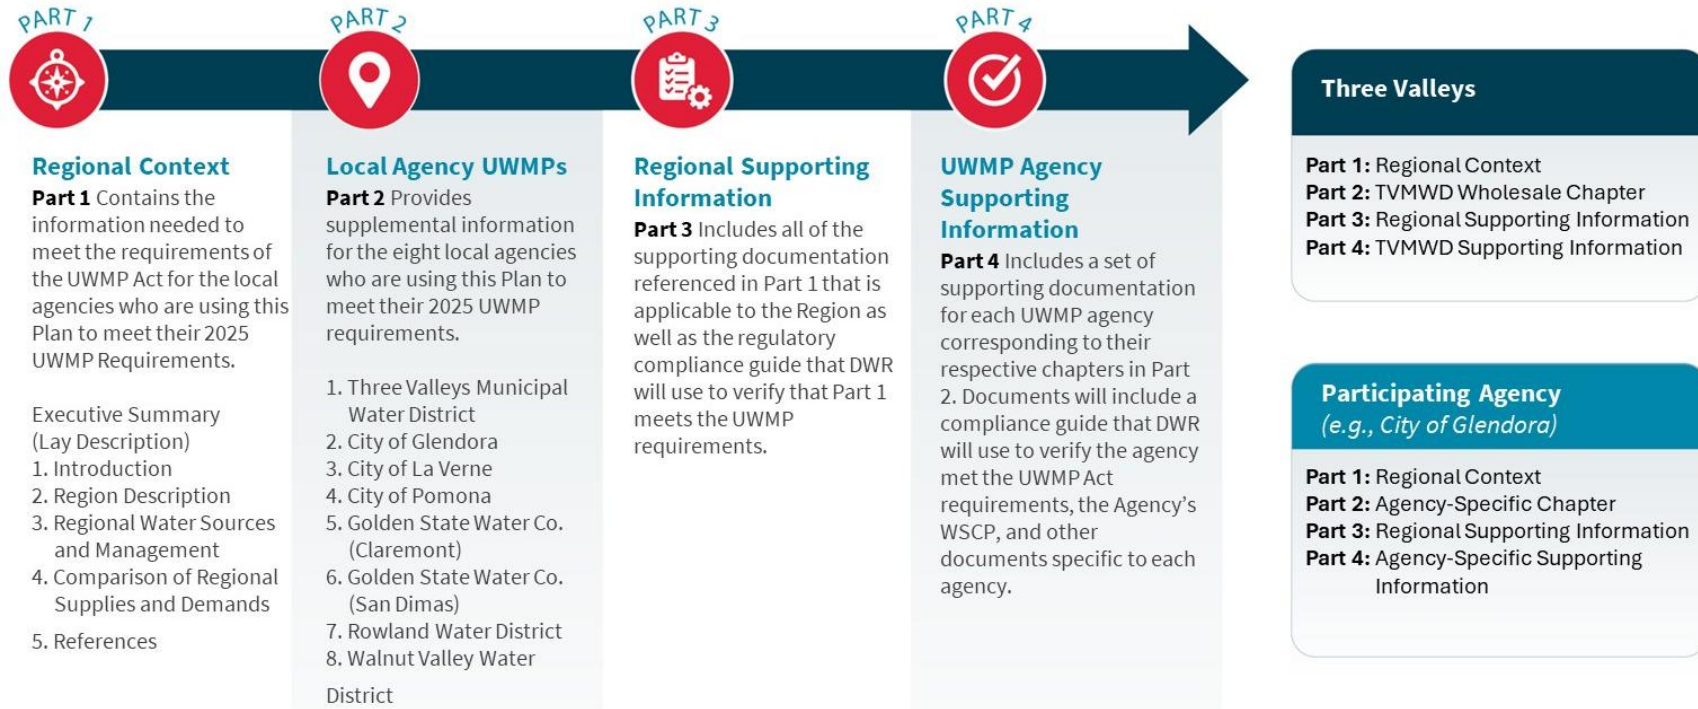 PART 1
PART 2
PART 3
PART 4
Regional Context
Part 1 Contains the
information needed to
meet the requirements of
the UWMP Act for the local
agencies who are using this
Plan to meet their 2025
UWMP Requirements.
Executive Summary
(Lay Description)
1. Introduction
2. Region Description
3. Regional Water Sources
and Management
4. Comparison of Regional
Supplies and Demands
5. References
Local Agency UWMPs
Part 2 Provides
supplemental information
for the eight local agencies
who are using this Plan to
meet their 2025 UWMP
requirements.
1. Three Valleys Municipal
Water District
2. City of Glendora
3. City of La Verne
4. City of Pomona
5. Golden State Water Co.
(Claremont)
6. Golden State Water Co.
(San Dimas)
7. Rowland Water District
8. Walnut Valley Water
District
Regional Supporting
Information
Part 3 Includes all of the
supporting documentation
referenced in Part 1 that is
applicable to the Region as
well as the regulatory
compliance guide that DWR
will use to verify that Part 1
meets the UWMP
requirements.
UWMP Agency
Supporting
Information
Part 4 Includes a set of
supporting documentation
for each UWMP agency
corresponding to their
respective chapters in Part
2. Documents will include a
compliance guide that DWR
will use to verify the agency
met the UWMP Act
requirements, the Agency's
WSCP, and other
documents specific to each
agency.
Three Valleys
Part 1: Regional Context
Part 2: TVMWD Wholesale Chapter
Part 3: Regional Supporting Information
Part 4: TVMWD Supporting Information
Participating Agency
(e.g., City of Glendora)
Part 1: Regional Context
Part 2: Agency-Specific Chapter
Part 3: Regional Supporting Information
Part 4: Agency-Specific Supporting
Information